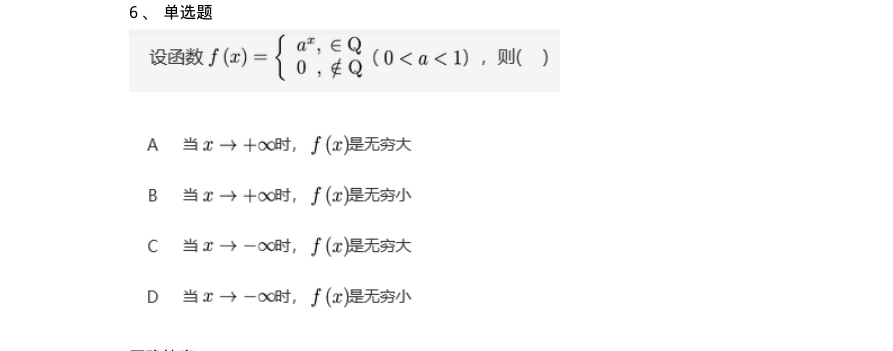 6、 单选题
设函数 f (x) = { a^x, ∈ Q
0 , ∉ Q (0 < a < 1) , 则( )
A 当 x → +∞时, f (x)是无穷大
B 当 x → +∞时, f (x)是无穷小
C 当 x → −∞时, f (x)是无穷大
D 当 x → −∞时, f (x)是无穷小